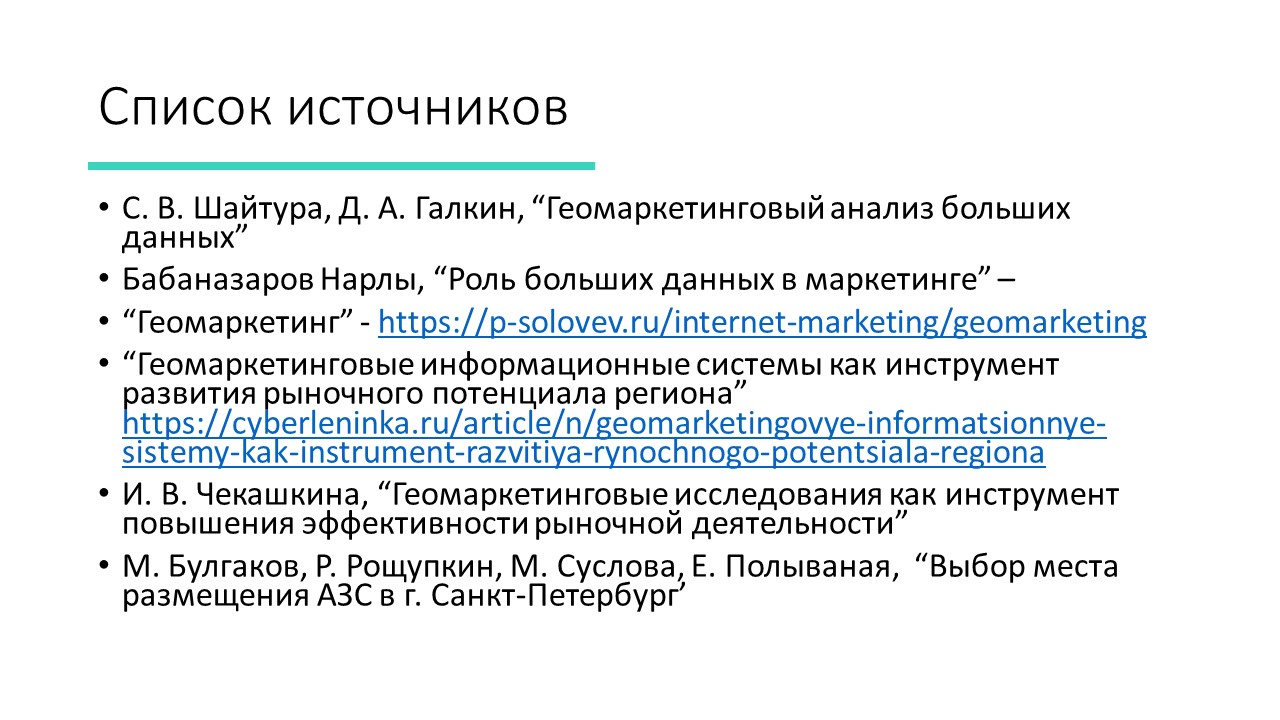 Список источников
• С. В. Шайтура, Д. А. Галкин, “Геомаркетинговый анализ больших
данных”
• Бабаназаров Нарлы, “Роль больших данных в маркетинге” –
• “Геомаркетинг” - https://p-solovev.ru/internet-marketing/geomarketing
• “Геомаркетинговые информационные системы как инструмент
развития рыночного потенциала региона”
https://cyberleninka.ru/article/n/geomarketingovye-informatsionnye-
sistemy-kak-instrument-razvitiya-rynochnogo-potentsiala-regiona
• И. В. Чекашкина, “Геомаркетинговые исследования как инструмент
повышения эффективности рыночной деятельности”
• М. Булгаков, Р. Рощупкин, М. Суслова, Е. Полываная, “Выбор места
размещения АЗС в г. Санкт-Петербург’